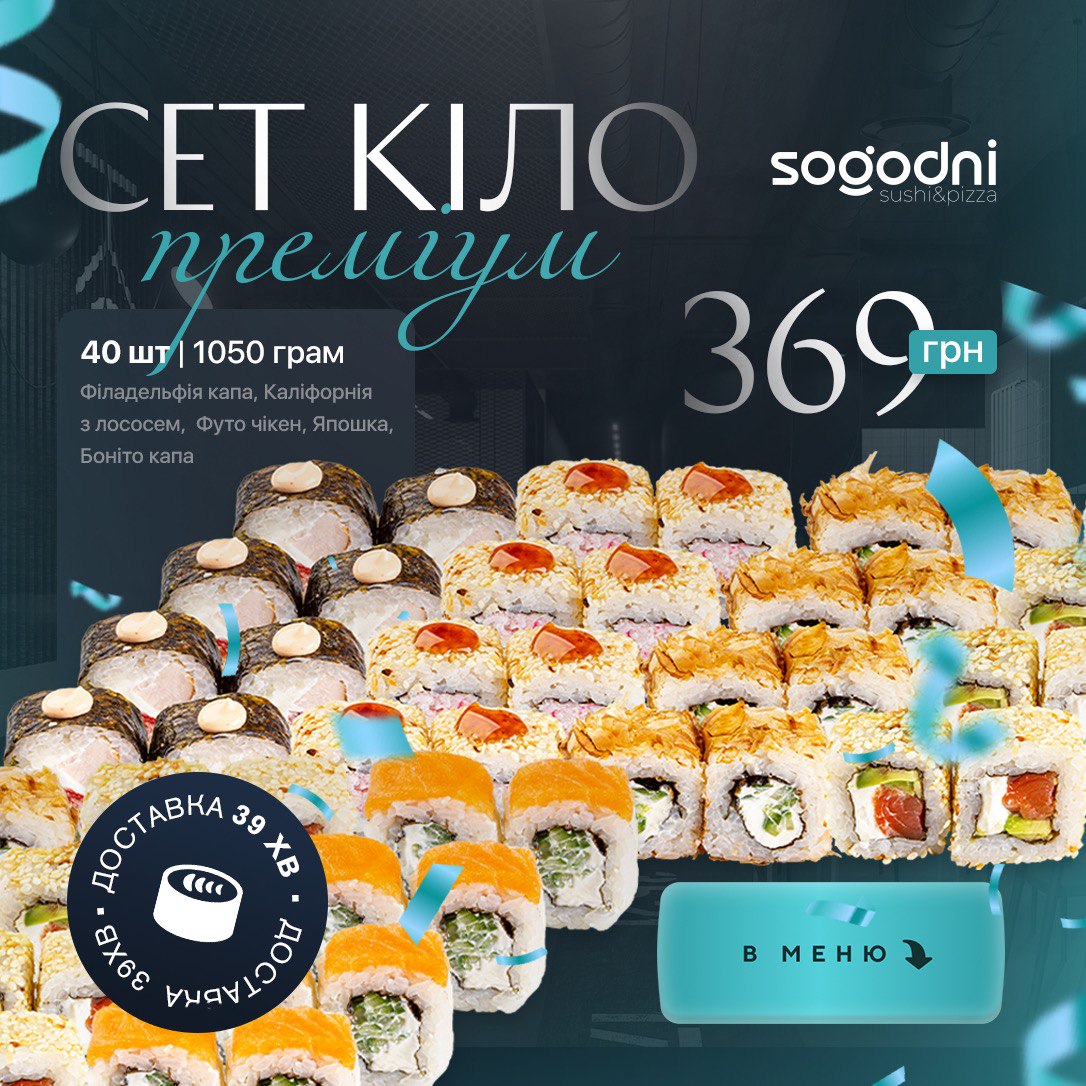 СЕТ КІЛО
преміум
sogodni
sushi&pizza
369 грн
40 шт | 1050 грам
Філадельфія капа, Каліфорнія
з лососем, Футо чікен, Япошка,
Боніто капа
ДОСТАВКА 39 ХВ • ДОСТАВКА 39ХВ •
В МЕНЮ